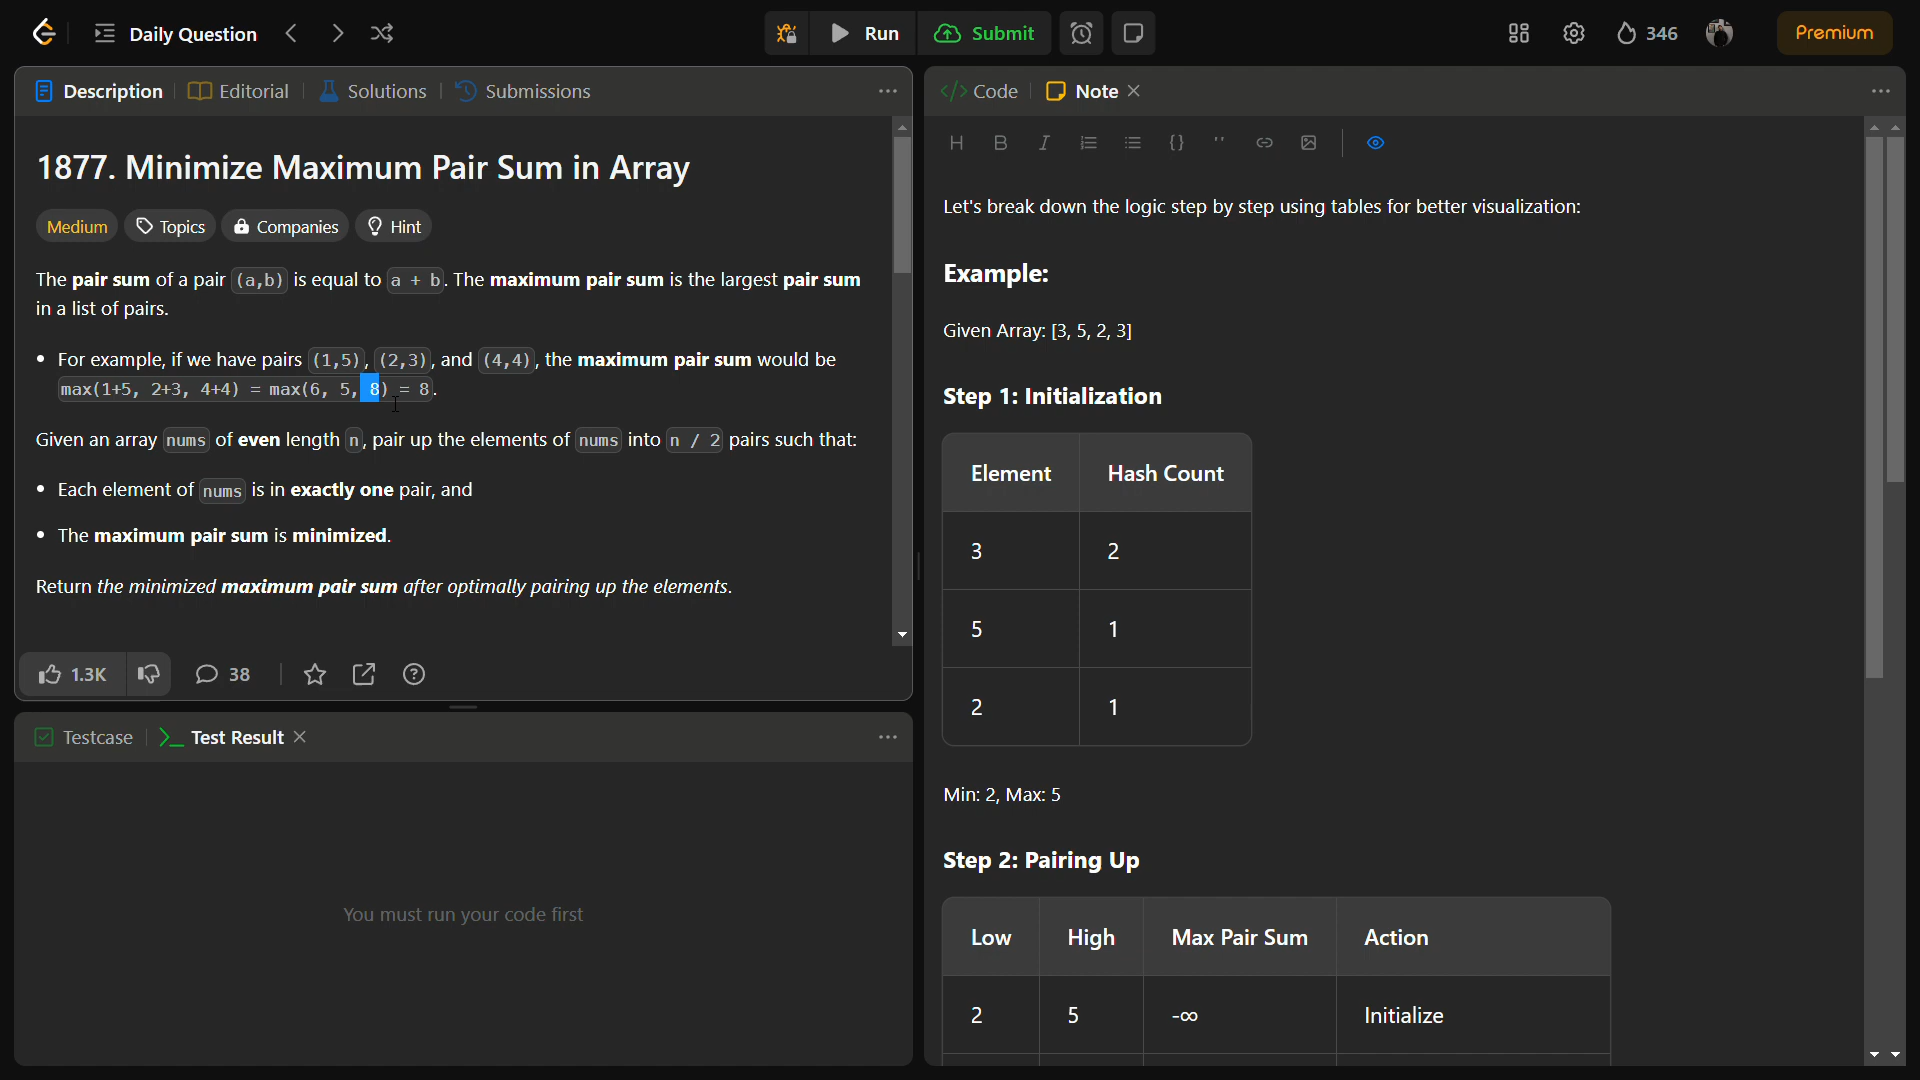 Daily Question
Run
Submit
346
Premium
Description
Editorial
Solutions
Submissions
1877. Minimize Maximum Pair Sum in Array
Medium
Topics
Companies
Hint
The pair sum of a pair (a,b) is equal to a + b. The maximum pair sum is the largest pair sum
in a list of pairs.
• For example, if we have pairs (1,5), (2,3), and (4,4), the maximum pair sum would be
max(1+5, 2+3, 4+4) = max(6, 5, 8) = 8.
Given an array nums of even length n, pair up the elements of nums into n / 2 pairs such that:
• Each element of nums is in exactly one pair, and
• The maximum pair sum is minimized.
Return the minimized maximum pair sum after optimally pairing up the elements.
1.3K
38
Testcase
Test Result
You must run your code first
</> Code
Note
H B I {} "
Let's break down the logic step by step using tables for better visualization:
Example:
Given Array: [3, 5, 2, 3]
Step 1: Initialization
Element Hash Count
3 2
5 1
2 1
Min: 2, Max: 5
Step 2: Pairing Up
Low High Max Pair Sum Action
2 5 -∞ Initialize